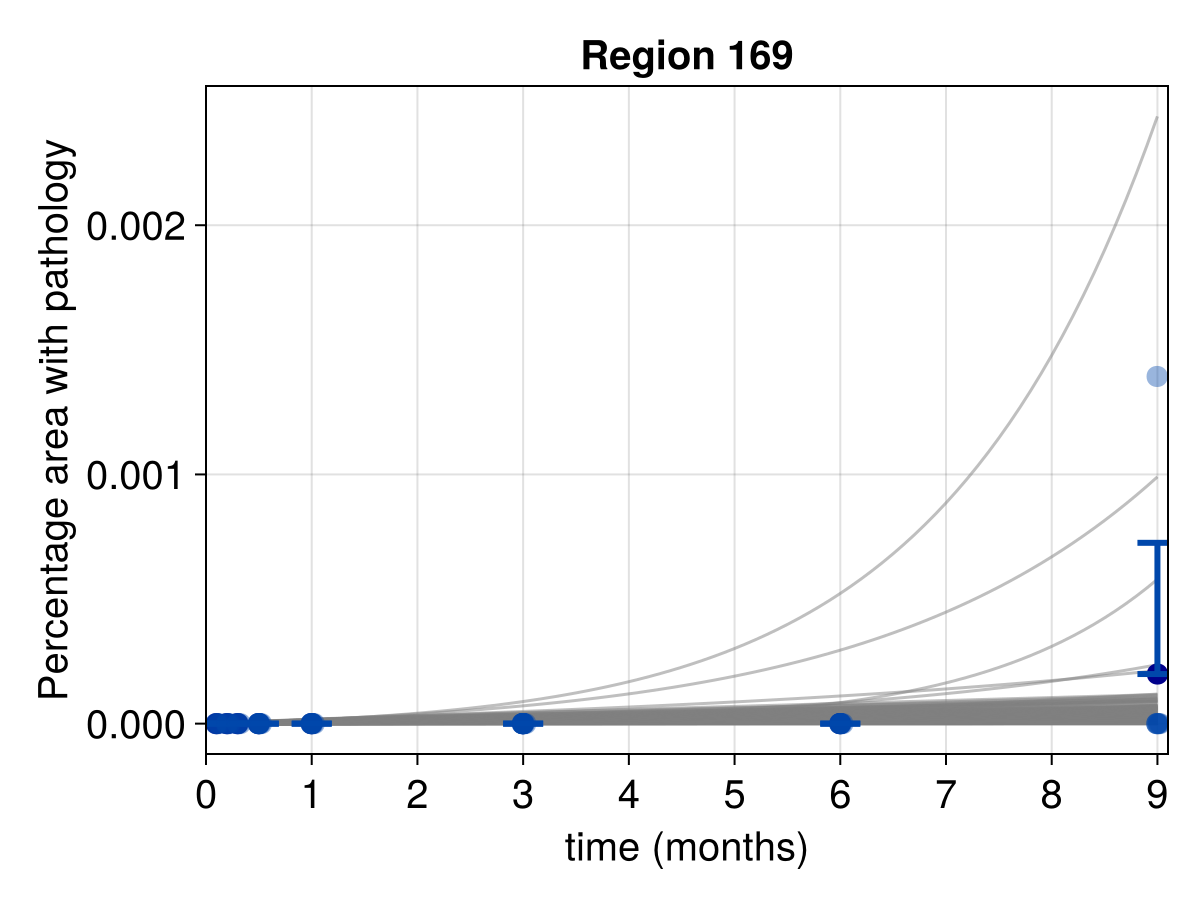 Region 169
Percentage area with pathology
0.002
0.001
0.000
0 1 2 3 4 5 6 7 8 9
time (months)